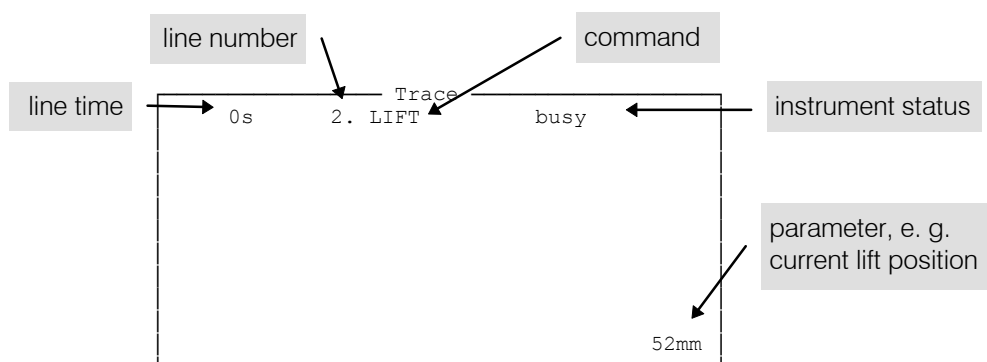 line number
command
line time
instrument status
Trace
0s 2. LIFT busy
parameter, e. g.
current lift position
52mm